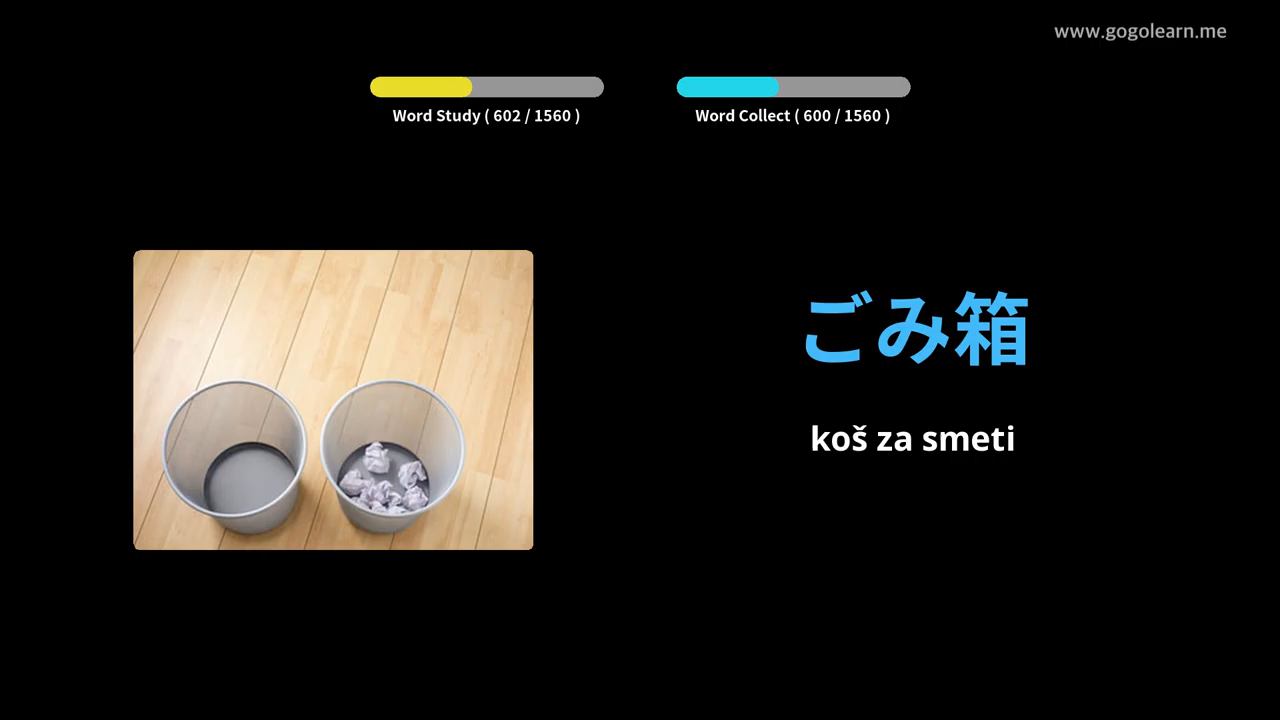 www.gogolearn.me
Word Study ( 602 / 1560 )
Word Collect ( 600 / 1560 )
ごみ箱
koš za smeti